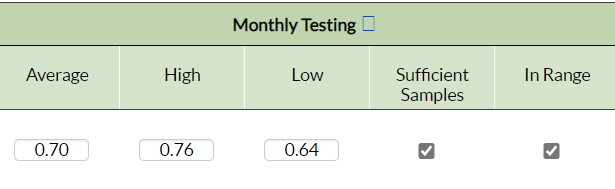 Monthly Testing
Average High Low Sufficient Samples In Range
0.70 0.76 0.64